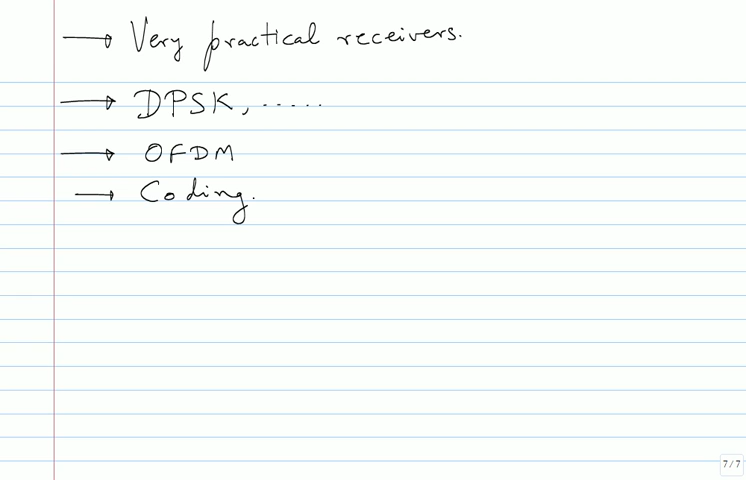 → Very practical receivers.
→ DPSK, ......
→ OFDM
→ Coding.
7/7